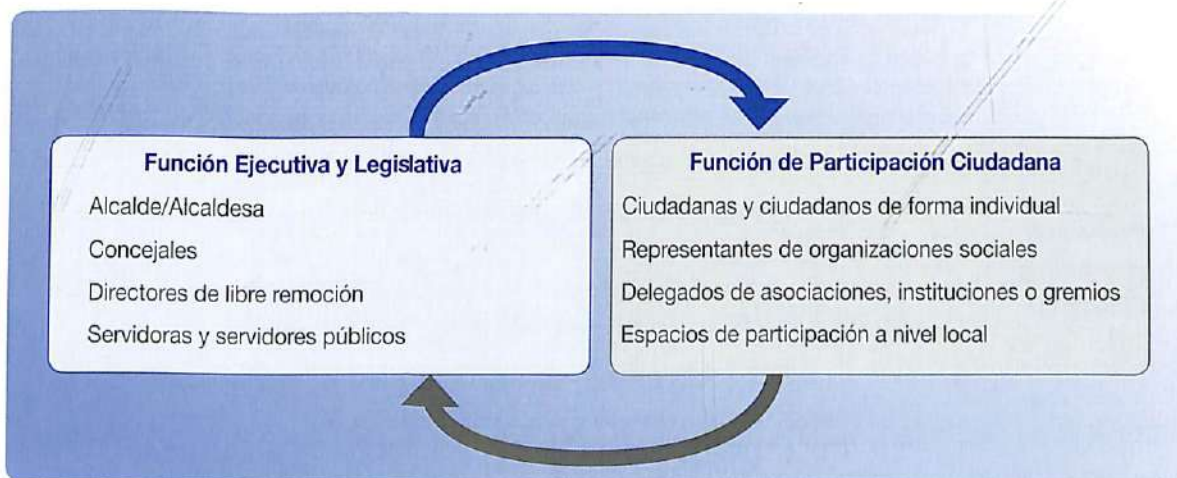 Función Ejecutiva y Legislativa
Alcalde/Alcaldesa
Concejales
Directores de libre remoción
Servidoras y servidores públicos
Función de Participación Ciudadana
Ciudadanas y ciudadanos de forma individual
Representantes de organizaciones sociales
Delegados de asociaciones, instituciones o gremios
Espacios de participación a nivel local